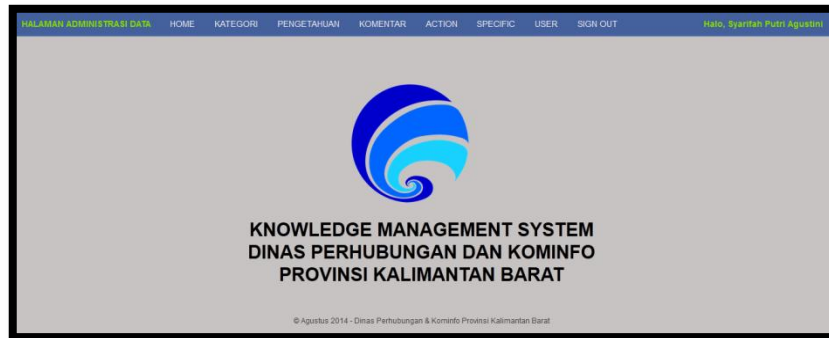 HALAMAN ADMINISTRASI DATA HOME KATEGORI PENGETAHUAN KOMENTAR ACTION SPECIFIC USER SIGN OUT Halo, Syarifah Putri Agustini
KNOWLEDGE MANAGEMENT SYSTEM
DINAS PERHUBUNGAN DAN KOMINFO
PROVINSI KALIMANTAN BARAT
© Agustus 2014 - Dinas Perhubungan & Kominfo Provinsi Kalimantan Barat